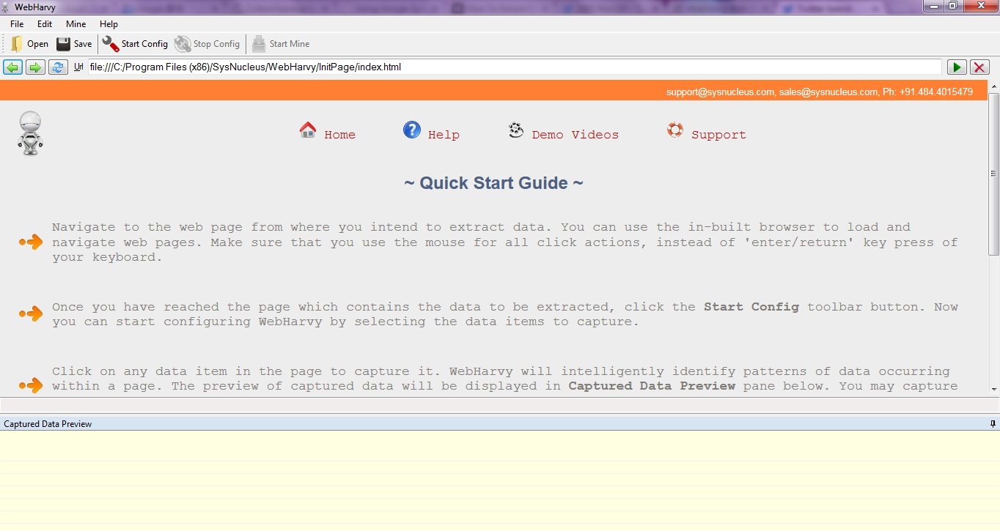 WebHarvy
File Edit Mine Help
Open Save Start Config Stop Config Start Mine
Url file:///C:/Program Files (x86)/SysNucleus/WebHarvy/InitPage/index.html
support@sysnucleus.com, sales@sysnucleus.com, Ph: +91.484.4015479
Home Help Demo Videos Support
~ Quick Start Guide ~
Navigate to the web page from where you intend to extract data. You can use the in-built browser to load and
navigate web pages. Make sure that you use the mouse for all click actions, instead of 'enter/return' key press of
your keyboard.
Once you have reached the page which contains the data to be extracted, click the Start Config toolbar button. Now
you can start configuring WebHarvy by selecting the data items to capture.
Click on any data item in the page to capture it. WebHarvy will intelligently identify patterns of data occurring
within a page. The preview of captured data will be displayed in Captured Data Preview pane below. You may capture
Captured Data Preview